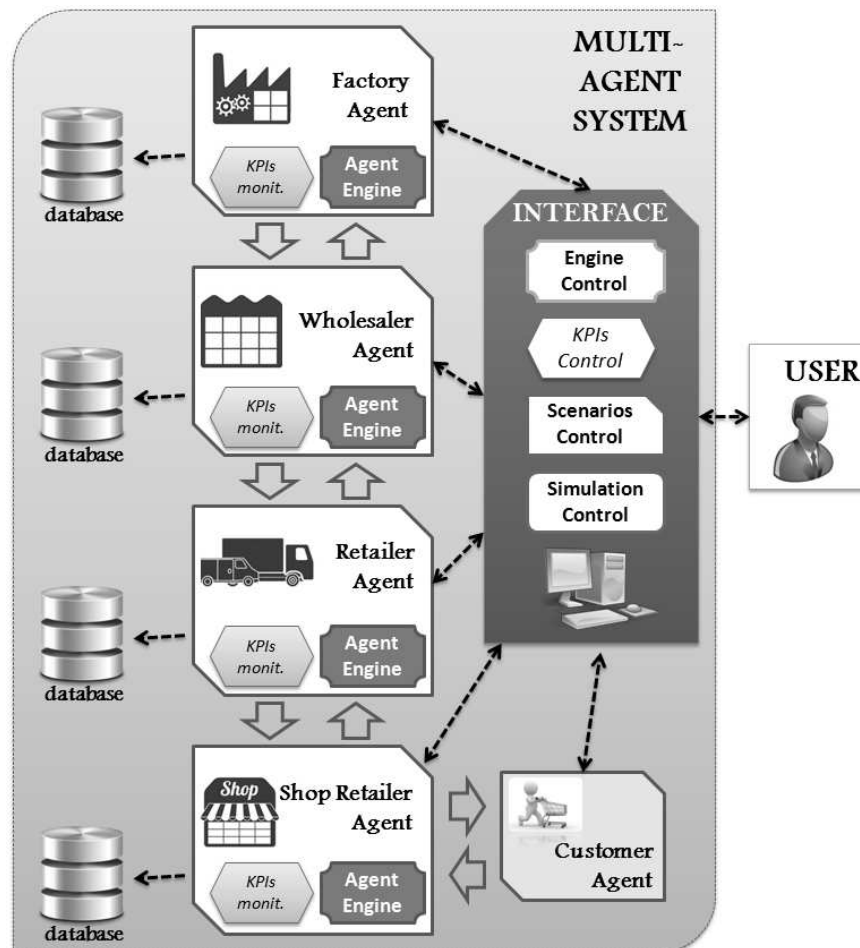 MULTI-
AGENT
SYSTEM
Factory
Agent
KPIs
monit.
Agent
Engine
database
INTERFACE
Engine
Control
KPIs
Control
Scenarios
Control
Simulation
Control
USER
Wholesaler
Agent
KPIs
monit.
Agent
Engine
database
Retailer
Agent
KPIs
monit.
Agent
Engine
database
Shop
Shop Retailer
Agent
KPIs
monit.
Agent
Engine
database
Customer
Agent